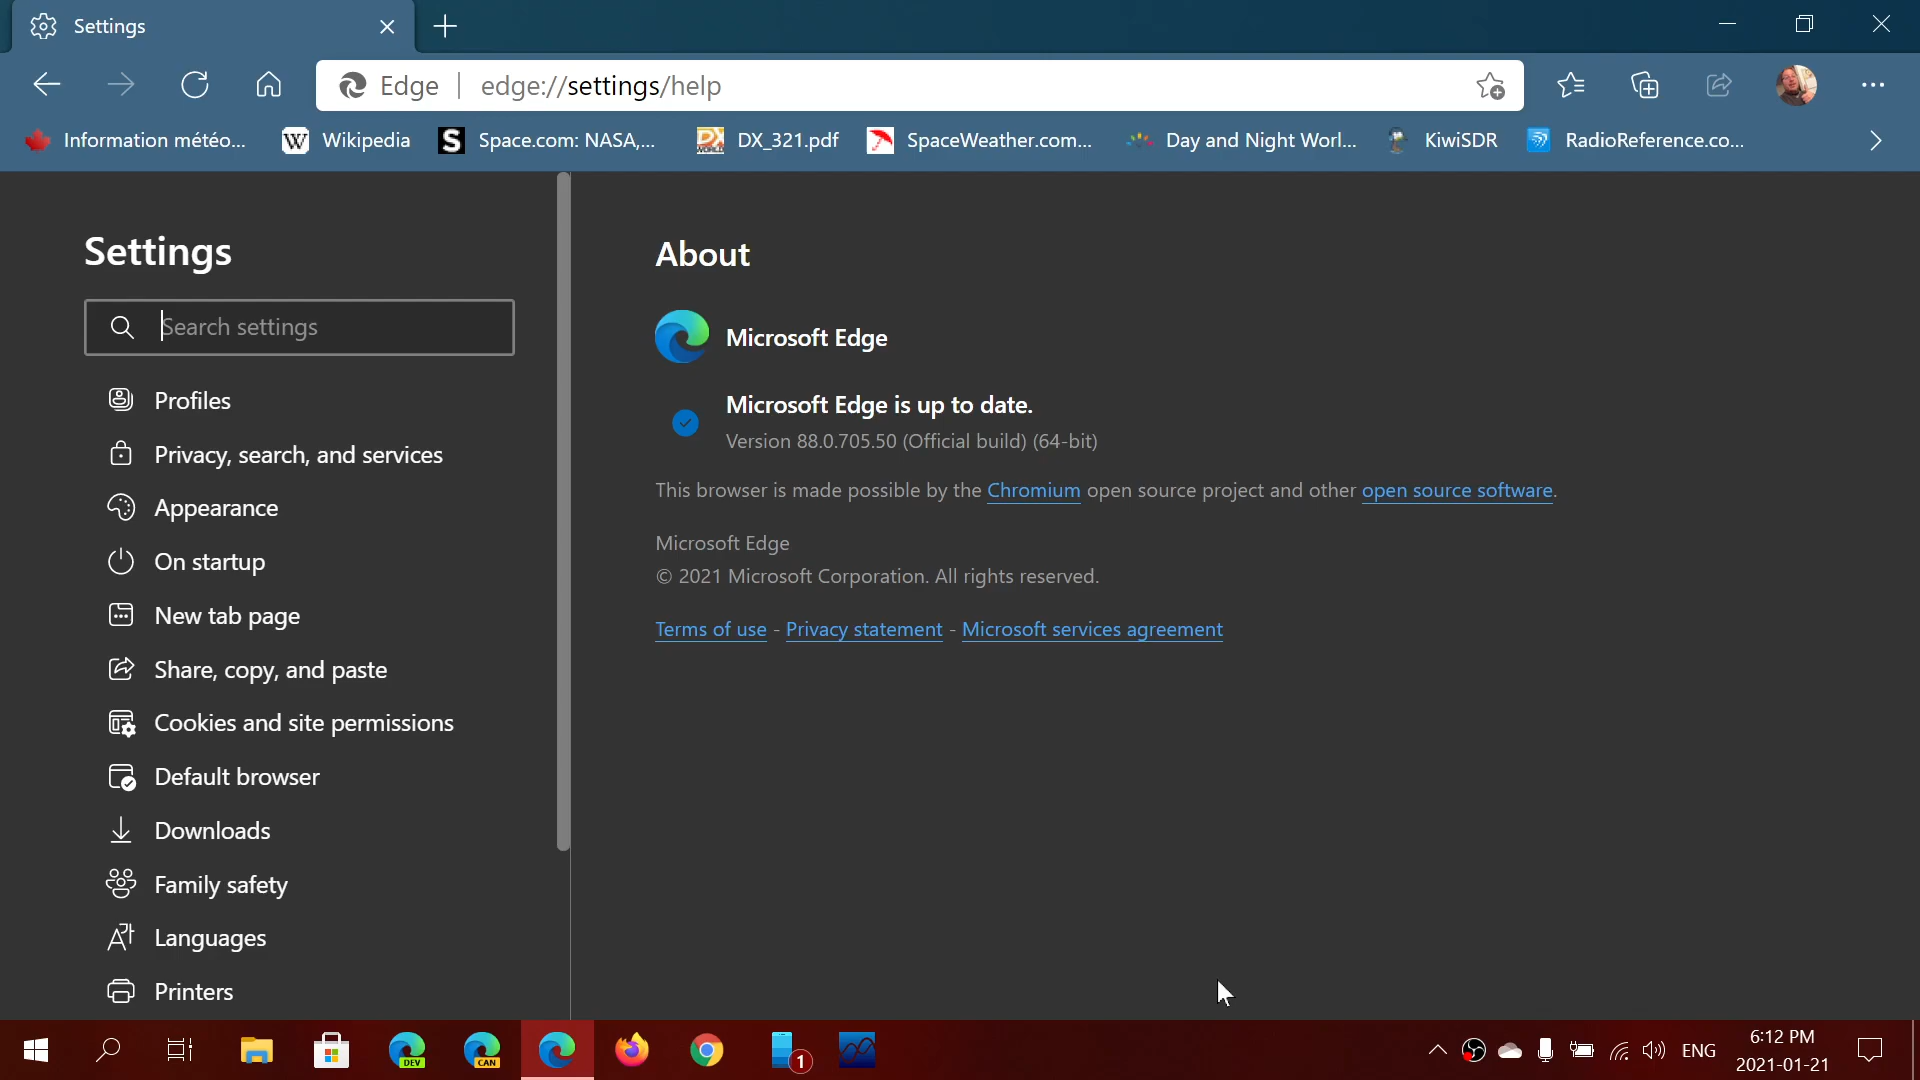 Settings
Edge
edge://settings/help
Information météo...
Wikipedia
Space.com: NASA,...
DX_321.pdf
SpaceWeather.com...
Day and Night Worl...
KiwiSDR
RadioReference.co...
Settings
Search settings
Profiles
Privacy, search, and services
Appearance
On startup
New tab page
Share, copy, and paste
Cookies and site permissions
Default browser
Downloads
Family safety
Languages
Printers
About
Microsoft Edge
Microsoft Edge is up to date.
Version 88.0.705.50 (Official build) (64-bit)
This browser is made possible by the Chromium open source project and other open source software.
Microsoft Edge
© 2021 Microsoft Corporation. All rights reserved.
Terms of use - Privacy statement - Microsoft services agreement
DEV
CAN
1
ENG
6:12 PM
2021-01-21